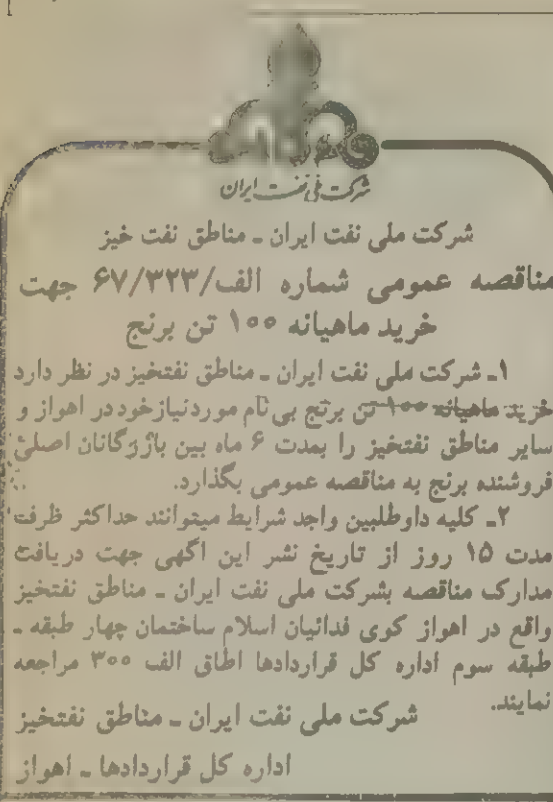 شرکت ملی نفت ایران
شرکت ملی نفت ایران ـ مناطق نفت خیز
مناقصه عمومی شماره الف/۶۷/۳۲۳ جهت
خرید ماهیانه ۱۰۰ تن برنج
۱ـ شرکت ملی نفت ایران ـ مناطق نفتخیز در نظر دارد
خرید ماهیانه ۱۰۰ تن برنج بی نام موردنیازخود در اهواز و
سایر مناطق نفتخیز را بمدت ۶ ماه بین بازرگانان اصلی
فروشنده برنج به مناقصه عمومی بگذارد.
۲ـ کلیه داوطلبین واجد شرایط میتوانند حداکثر ظرفت
مدت ۱۵ روز از تاریخ نشر این اگهی جهت دریافت
مدارک مناقصه بشرکت ملی نفت ایران ـ مناطق نفتخیز
واقع در اهواز کوی فدائیان اسلام ساختمان چهار طبقه ـ
طبقه سوم اداره کل قراردادها اطاق الف ۳۰۰ مراجعه
نمایند.
شرکت ملی نفت ایران ـ مناطق نفتخیز
اداره کل قراردادها ـ اهواز